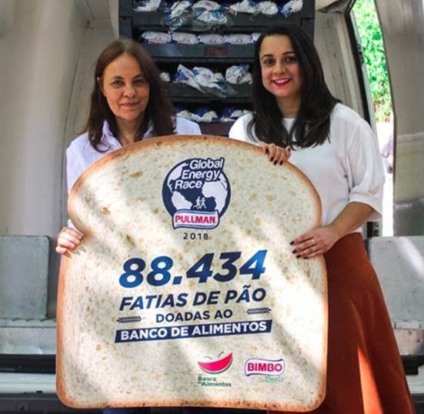 Global
Energy
Race
PULLMAN
2018
88.434
FATIAS DE PÃO
DOADAS AO
BANCO DE ALIMENTOS
Banco
de Alimentos
BIMBO